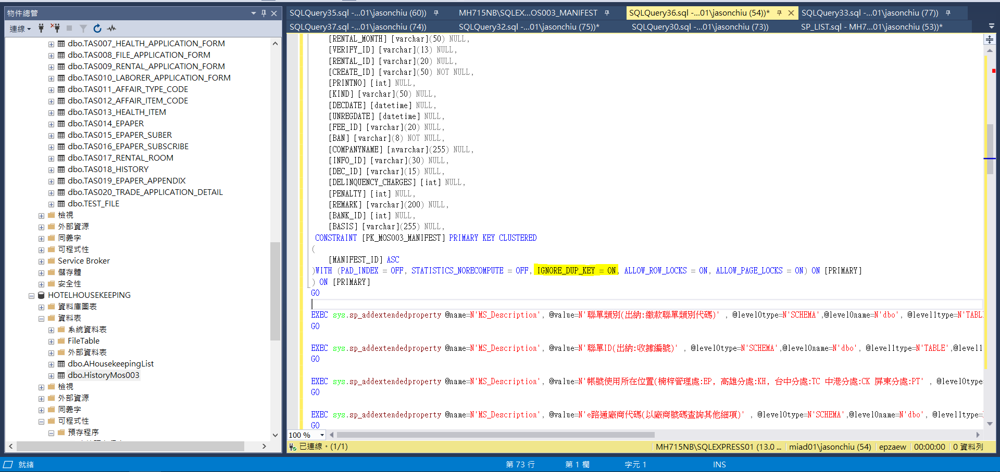 物件總管
連線
dbo.TAS007_HEALTH_APPLICATION_FORM
dbo.TAS008_FILE_APPLICATION_FORM
dbo.TAS009_RENTAL_APPLICATION_FORM
dbo.TAS010_LABORER_APPLICATION_FORM
dbo.TAS011_AFFAIR_TYPE_CODE
dbo.TAS012_AFFAIR_ITEM_CODE
dbo.TAS013_HEALTH_ITEM
dbo.TAS014_EPAPER
dbo.TAS015_EPAPER_SUBER
dbo.TAS016_EPAPER_SUBSCRIBE
dbo.TAS017_RENTAL_ROOM
dbo.TAS018_HISTORY
dbo.TAS019_EPAPER_APPENDIX
dbo.TAS020_TRADE_APPLICATION_DETAIL
dbo.TEST_FILE
檢視
外部資源
同義字
可程式性
Service Broker
儲存體
安全性
HOTELHOUSEKEEPING
資料庫圖表
資料表
系統資料表
FileTable
外部資料表
dbo.AHousekeepingList
dbo.HistoryMos003
檢視
外部資源
同義字
可程式性
預存程序
SQLQuery35.sql -...01\jasonchiu (60))
MH715NB\SQLEX...OS003_MANIFEST
SQLQuery36.sql -...01\jasonchiu (54))*
SQLQuery33.sql -...01\jasonchiu (77))
SQLQuery37.sql -...01\jasonchiu (74))
SQLQuery32.sql -...01\jasonchiu (75))*
SQLQuery30.sql -...01\jasonchiu (73))
SP_LIST.sql - MH7...01\jasonchiu (53))*
[RENTAL_MONTH] [varchar](50) NULL,
[VERIFY_ID] [varchar](13) NULL,
[RENTAL_ID] [varchar](20) NULL,
[CREATE_ID] [varchar](50) NOT NULL,
[PRINTNO] [int] NULL,
[KIND] [varchar](50) NULL,
[DECDATE] [datetime] NULL,
[UNREGDATE] [datetime] NULL,
[FEE_ID] [varchar](20) NULL,
[BAN] [varchar](8) NOT NULL,
[COMPANYNAME] [nvarchar](255) NULL,
[INFO_ID] [varchar](30) NULL,
[DEC_ID] [varchar](15) NULL,
[DELINQUENCY_CHARGES] [int] NULL,
[PENALTY] [int] NULL,
[REMARK] [varchar](200) NULL,
[BANK_ID] [int] NULL,
[BASIS] [varchar](255) NULL,
CONSTRAINT [PK_MOS003_MANIFEST] PRIMARY KEY CLUSTERED
(
[MANIFEST_ID] ASC
)WITH (PAD_INDEX = OFF, STATISTICS_NORECOMPUTE = OFF, IGNORE_DUP_KEY = ON, ALLOW_ROW_LOCKS = ON, ALLOW_PAGE_LOCKS = ON) ON [PRIMARY]
) ON [PRIMARY]
GO
EXEC sys.sp_addextendedproperty @name=N'MS_Description', @value=N'聯單類別(出納:繳款聯單類別代碼)' , @level0type=N'SCHEMA',@level0name=N'dbo', @level1type=N'TABL
GO
EXEC sys.sp_addextendedproperty @name=N'MS_Description', @value=N'聯單ID(出納:收據編號)' , @level0type=N'SCHEMA',@level0name=N'dbo', @level1type=N'TABLE',@level1
GO
EXEC sys.sp_addextendedproperty @name=N'MS_Description', @value=N'帳號使用所在位置(楠梓管理處:EP, 高雄分處:KH, 台中分處:TC 中港分處:CK 屏東分處:PT' , @level0type
GO
EXEC sys.sp_addextendedproperty @name=N'MS_Description', @value=N'e路通廠商代碼(以廠商號碼查詢其他細項)' , @level0type=N'SCHEMA',@level0name=N'dbo', @level1type=
GO
100 %
已連線。(1/1)
MH715NB\SQLEXPRESS01 (13.0 ...
miad01\jasonchiu (54)
epzaew
00:00:00
0 資料列
就緒
第 73 行
第 1 欄
字元 1
INS